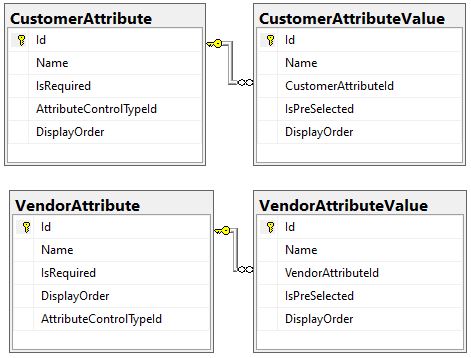 CustomerAttribute
Id
Name
IsRequired
AttributeControlTypeId
DisplayOrder
CustomerAttributeValue
Id
Name
CustomerAttributeId
IsPreSelected
DisplayOrder
VendorAttribute
Id
Name
IsRequired
DisplayOrder
AttributeControlTypeId
VendorAttributeValue
Id
Name
VendorAttributeId
IsPreSelected
DisplayOrder